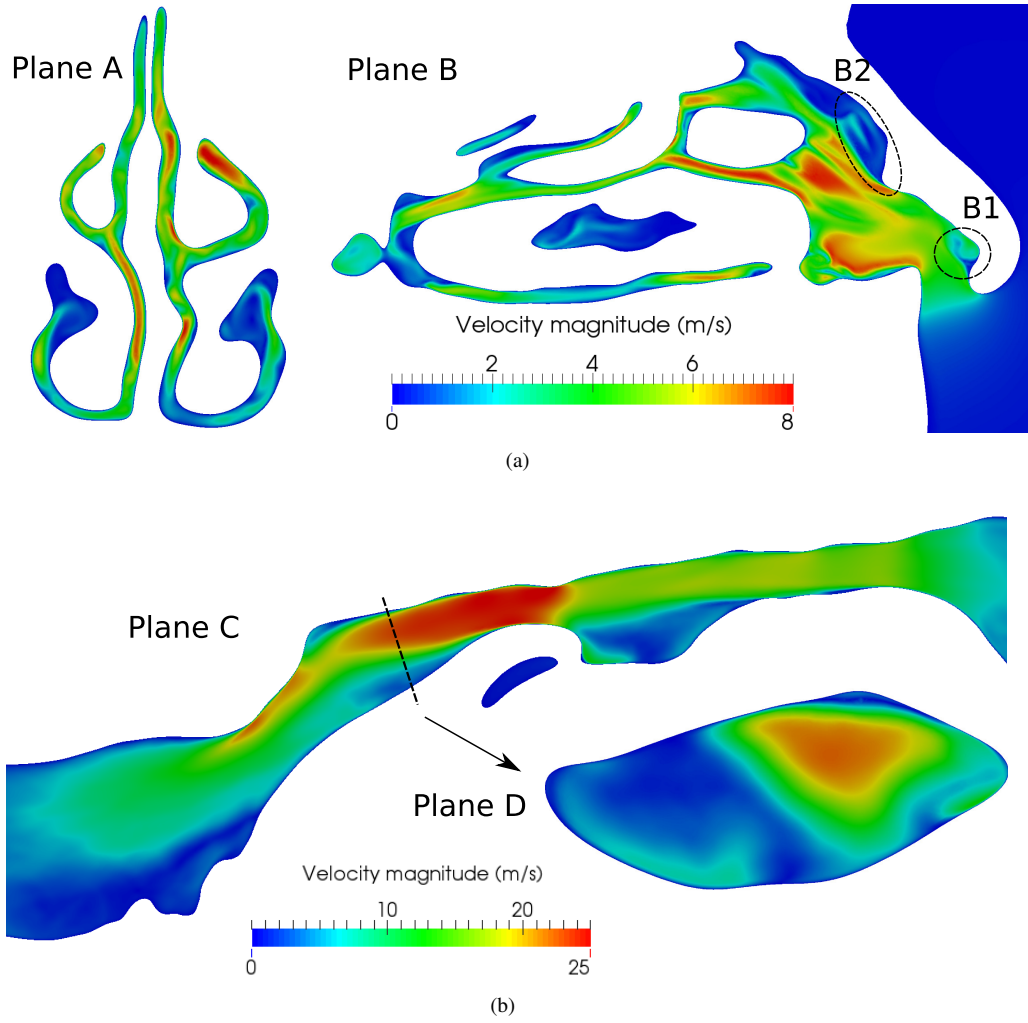 Plane A
Plane B
B2
B1
Velocity magnitude (m/s)
2 4 6
0 8
(a)
Plane C
Plane D
Velocity magnitude (m/s)
10 20
0 25
(b)